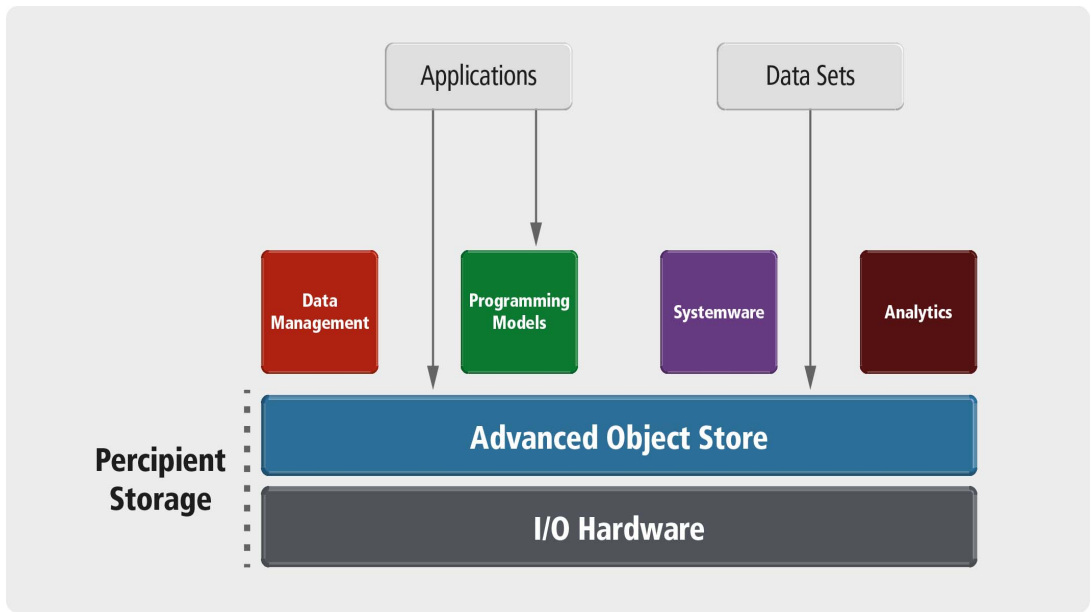 Applications
Data Sets
Data
Management
Programming
Models
Systemware
Analytics
Percipient
Storage
Advanced Object Store
I/O Hardware